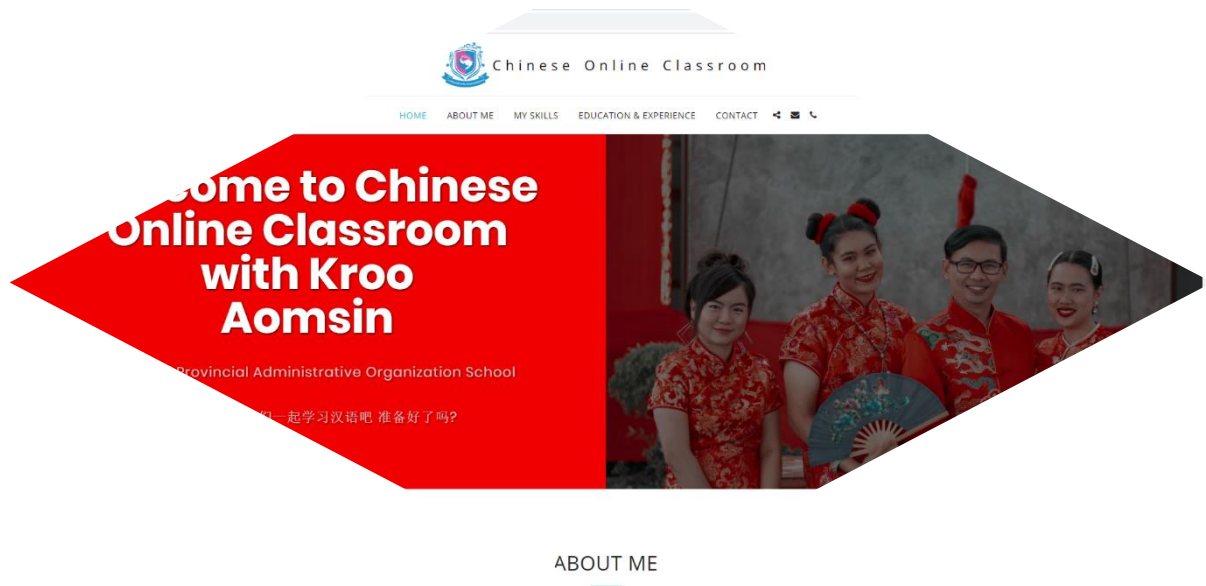 Chinese Online Classroom
HOME ABOUT ME MY SKILLS EDUCATION & EXPERIENCE CONTACT
to Chinese
Online Classroom
with Kroo
Aomsin
Provincial Administrative Organization School
一起学习汉语吧 准备好了吗?
ABOUT ME